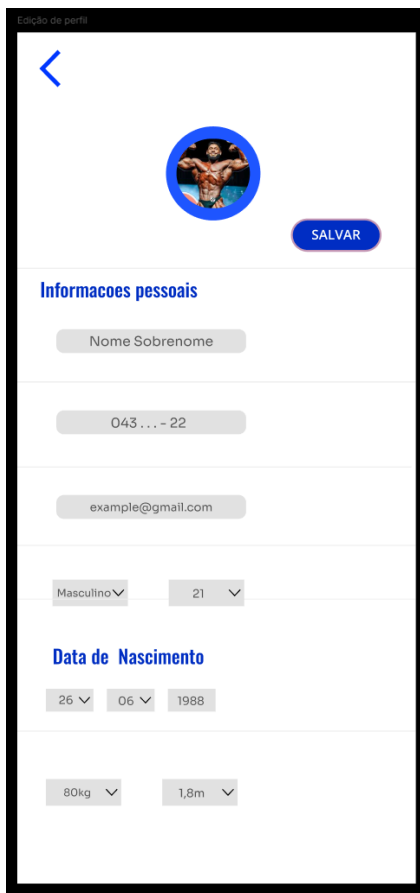 Edição de perfil
SALVAR
Informacoes pessoais
Nome Sobrenome
043 . . . - 22
example@gmail.com
Masculino 21
Data de Nascimento
26 06 1988
80kg 1,8m